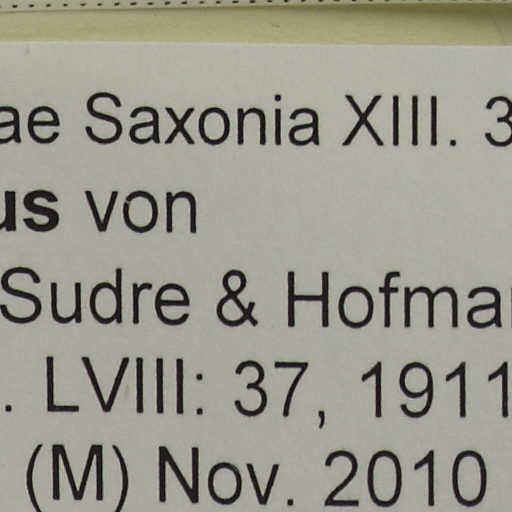 ae Saxonia XIII. 3
us von
Sudre & Hofma
. LVIII: 37, 1911
(M) Nov. 2010